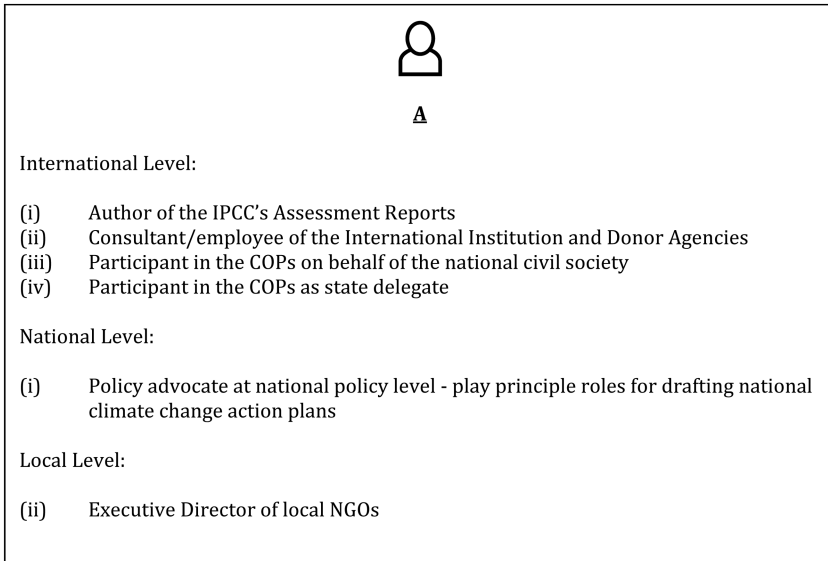 A
International Level:
(i) Author of the IPCC’s Assessment Reports
(ii) Consultant/employee of the International Institution and Donor Agencies
(iii) Participant in the COPs on behalf of the national civil society
(iv) Participant in the COPs as state delegate
National Level:
(i) Policy advocate at national policy level - play principle roles for drafting national
climate change action plans
Local Level:
(ii) Executive Director of local NGOs